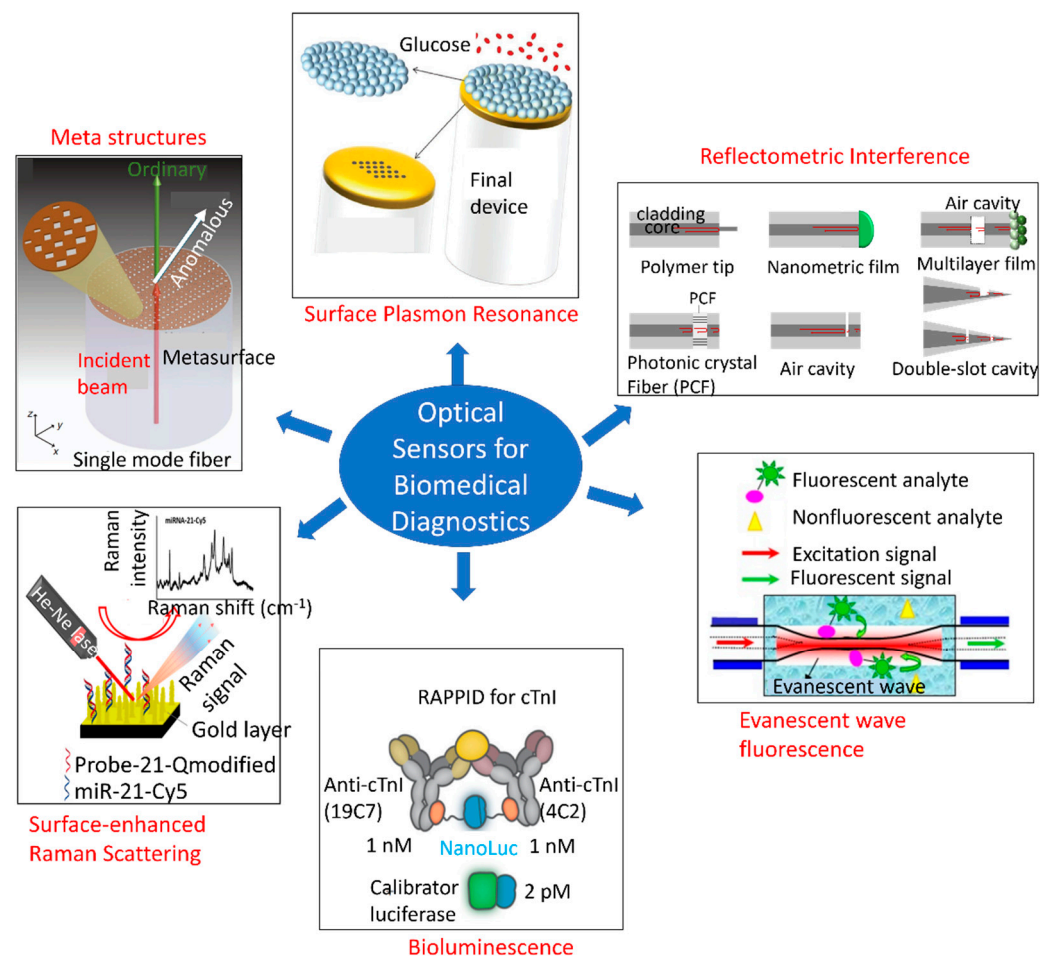 Glucose
Final
device
Surface Plasmon Resonance
Meta structures
Ordinary
Anomalous
Incident
beam
Metasurface
z
y
x
Single mode fiber
Reflectometric Interference
cladding
core
Polymer tip
Nanometric film
Air cavity
Multilayer film
PCF
Photonic crystal
Fiber (PCF)
Air cavity
Double-slot cavity
Optical
Sensors for
Biomedical
Diagnostics
Fluorescent analyte
Nonfluorescent analyte
Excitation signal
Fluorescent signal
Evanescent wave
Evanescent wave
fluorescence
Raman
intensity
miRNA-21-Cy5
Raman shift (cm⁻¹)
He-Ne laser
Raman
signal
Gold layer
Probe-21-Qmodified
miR-21-Cy5
Surface-enhanced
Raman Scattering
RAPPID for cTnI
Anti-cTnI
(19C7)
Anti-cTnI
(4C2)
1 nM
NanoLuc
1 nM
Calibrator
luciferase
2 pM
Bioluminescence